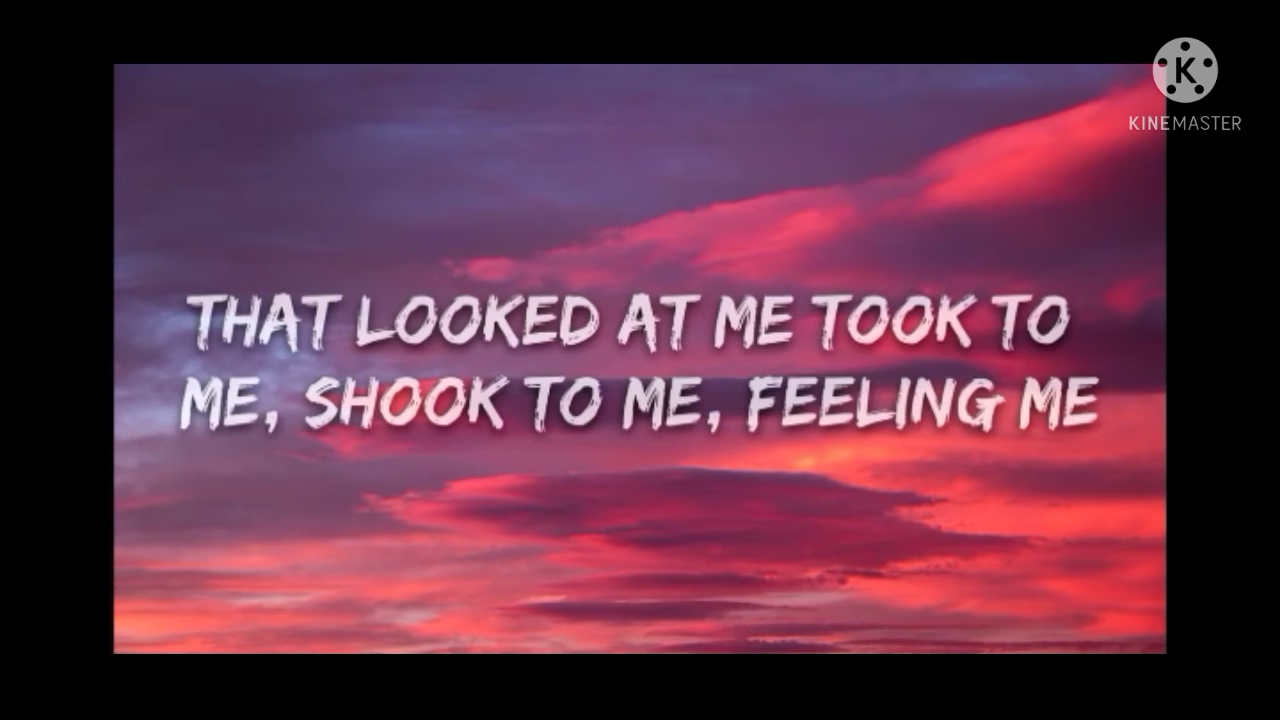 KINEMASTER
THAT LOOKED AT ME TOOK TO
ME, SHOOK TO ME, FEELING ME